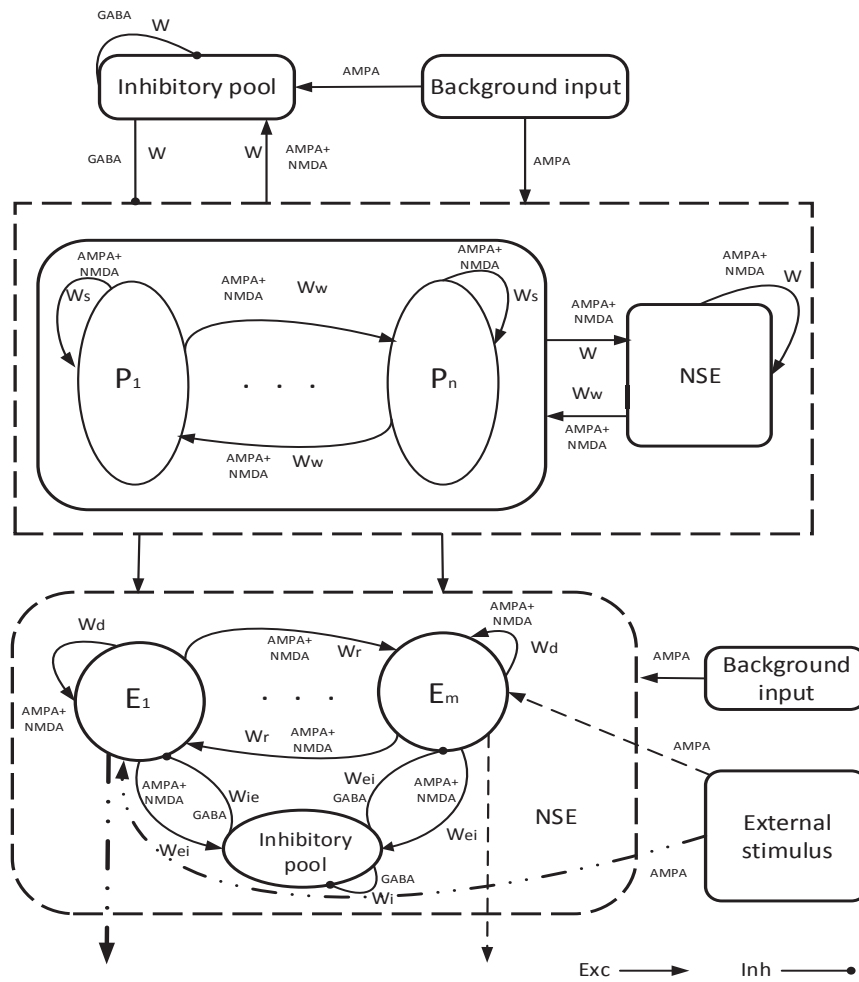 GABA
W
Inhibitory pool
AMPA
Background input
GABA
W
W
AMPA+
NMDA
AMPA
AMPA+
NMDA
Ws
P1
AMPA+
NMDA
Ww
. . .
AMPA+
NMDA
Ww
AMPA+
NMDA
Ws
Pn
AMPA+
NMDA
W
Ww
AMPA+
NMDA
AMPA+
NMDA
W
NSE
Wd
AMPA+
NMDA
E1
AMPA+
NMDA
Wr
. . .
Wr
AMPA+
NMDA
AMPA+
NMDA
Wd
Em
AMPA
Background
input
AMPA
AMPA+
NMDA
Wei
Wie
GABA
Wei
GABA
AMPA+
NMDA
Wei
Inhibitory
pool
GABA
Wi
NSE
External
stimulus
AMPA
Exc
Inh